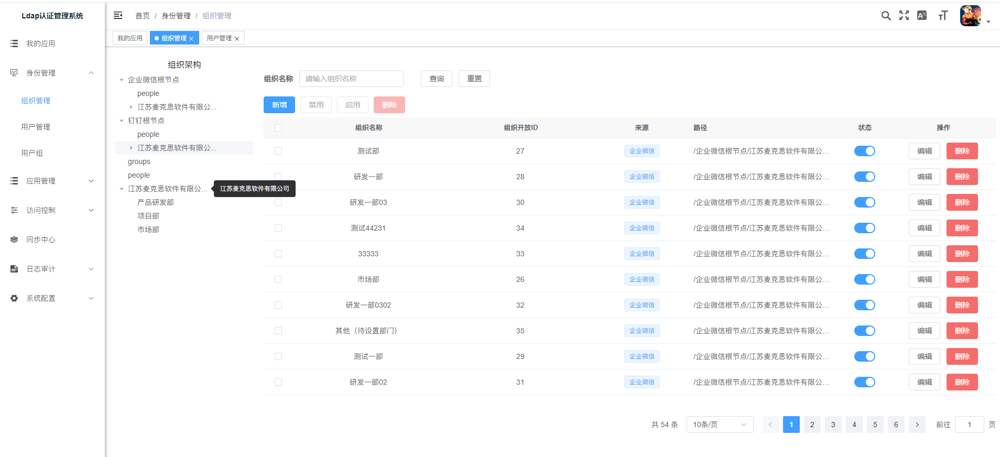 Ldap认证管理系统
我的应用
身份管理
组织管理
用户管理
用户组
应用管理
访问控制
同步中心
日志审计
系统配置
首页 / 身份管理 / 组织管理
我的应用 组织管理 × 用户管理 ×
组织架构
企业微信根节点
people
江苏麦克思软件有限公...
钉钉根节点
people
江苏麦克思软件有限公...
groups
people
江苏麦克思软件有限公...
江苏麦克思软件有限公司
产品研发部
项目部
市场部
组织名称 请输入组织名称 查询 重置
新增 禁用 启用 删除
组织名称 组织开放ID 来源 路径 状态 操作
测试部 27 企业微信 /企业微信根节点/江苏麦克思软件有限公... 编辑 删除
研发一部 28 企业微信 /企业微信根节点/江苏麦克思软件有限公... 编辑 删除
研发一部03 30 企业微信 /企业微信根节点/江苏麦克思软件有限公... 编辑 删除
测试44231 34 企业微信 /企业微信根节点/江苏麦克思软件有限公... 编辑 删除
33333 33 企业微信 /企业微信根节点/江苏麦克思软件有限公... 编辑 删除
市场部 26 企业微信 /企业微信根节点/江苏麦克思软件有限公... 编辑 删除
研发一部0302 32 企业微信 /企业微信根节点/江苏麦克思软件有限公... 编辑 删除
其他（待设置部门） 35 企业微信 /企业微信根节点/江苏麦克思软件有限公... 编辑 删除
测试一部 29 企业微信 /企业微信根节点/江苏麦克思软件有限公... 编辑 删除
研发一部02 31 企业微信 /企业微信根节点/江苏麦克思软件有限公... 编辑 删除
共 54 条 10条/页 < 1 2 3 4 5 6 > 前往 1 页